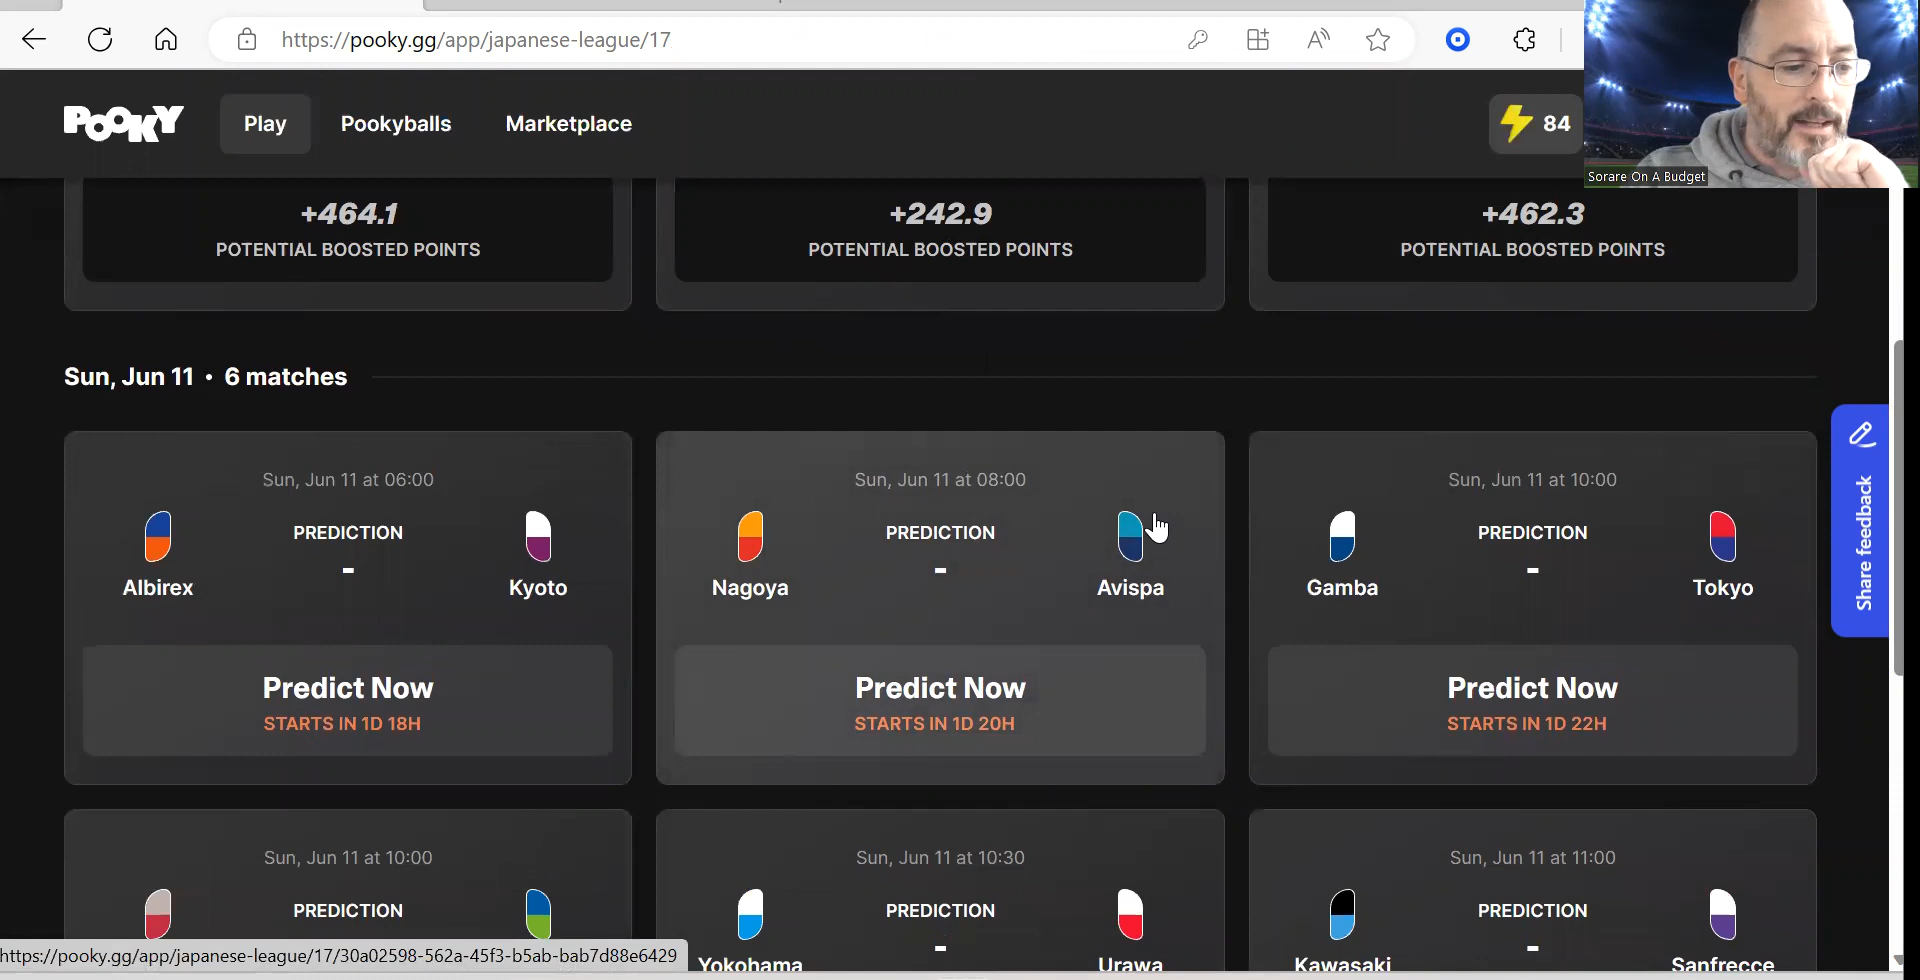 https://pooky.gg/app/japanese-league/17
POOKY
Play
Pookyballs
Marketplace
84
Sorare On A Budget
+464.1
POTENTIAL BOOSTED POINTS
+242.9
POTENTIAL BOOSTED POINTS
+462.3
POTENTIAL BOOSTED POINTS
Sun, Jun 11 • 6 matches
Sun, Jun 11 at 06:00
PREDICTION
-
Albirex
Kyoto
Predict Now
STARTS IN 1D 18H
Sun, Jun 11 at 08:00
PREDICTION
-
Nagoya
Avispa
Predict Now
STARTS IN 1D 20H
Sun, Jun 11 at 10:00
PREDICTION
-
Gamba
Tokyo
Predict Now
STARTS IN 1D 22H
Share feedback
Sun, Jun 11 at 10:00
PREDICTION
Sun, Jun 11 at 10:30
PREDICTION
-
Yokohama
Urawa
Sun, Jun 11 at 11:00
PREDICTION
-
Kawasaki
Sanfrecce
https://pooky.gg/app/japanese-league/17/30a02598-562a-45f3-b5ab-bab7d88e6429